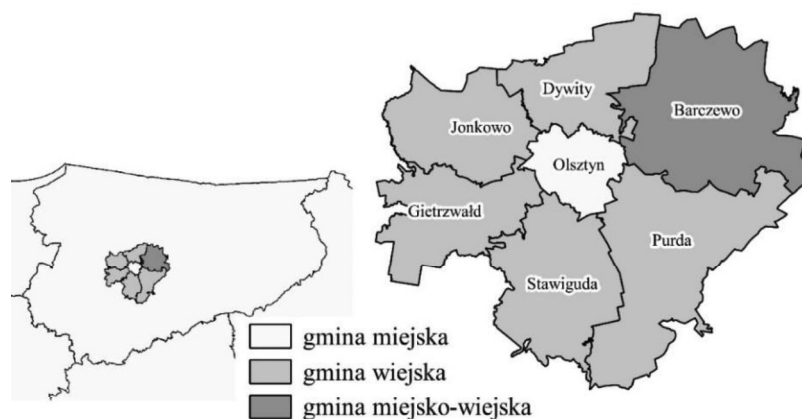 Dywity
Barczewo
Jonkowo
Olsztyn
Gietrzwałd
Purda
Stawiguda
gmina miejska
gmina wiejska
gmina miejsko-wiejska